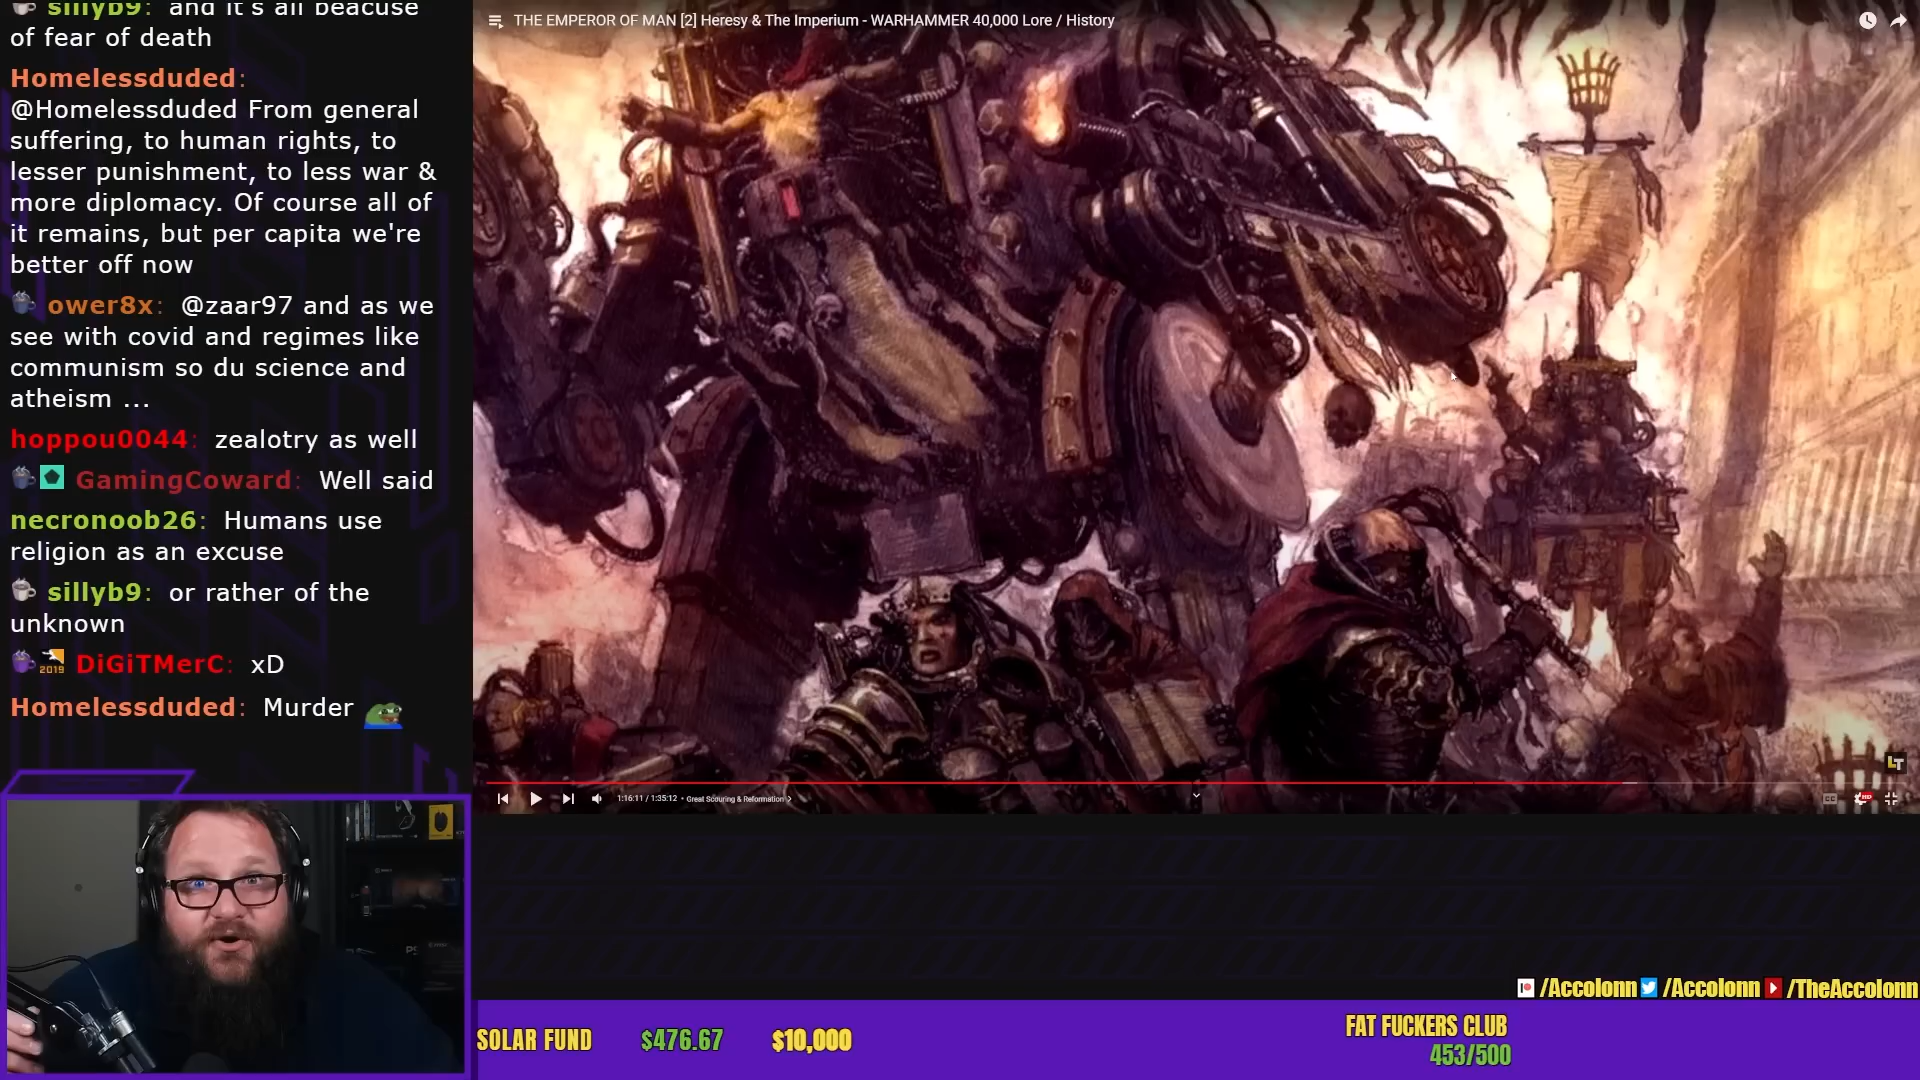 sillyb9: and it's all beacuse
of fear of death
Homelessduded:
@Homelessduded From general
suffering, to human rights, to
lesser punishment, to less war &
more diplomacy. Of course all of
it remains, but per capita we're
better off now
ower8x: @zaar97 and as we
see with covid and regimes like
communism so du science and
atheism ...
hoppou0044: zealotry as well
GamingCoward: Well said
necronoob26: Humans use
religion as an excuse
sillyb9: or rather of the
unknown
2019 DiGiTMerC: xD
Homelessduded: Murder
THE EMPEROR OF MAN [2] Heresy & The Imperium - WARHAMMER 40,000 Lore / History
LT
1:16:11 / 1:35:12 • Great Scouring & Reformation >
CC HD
/Accolonn /Accolonn /TheAccolonn
SOLAR FUND $476.67 $10,000
FAT FUCKERS CLUB
453/500